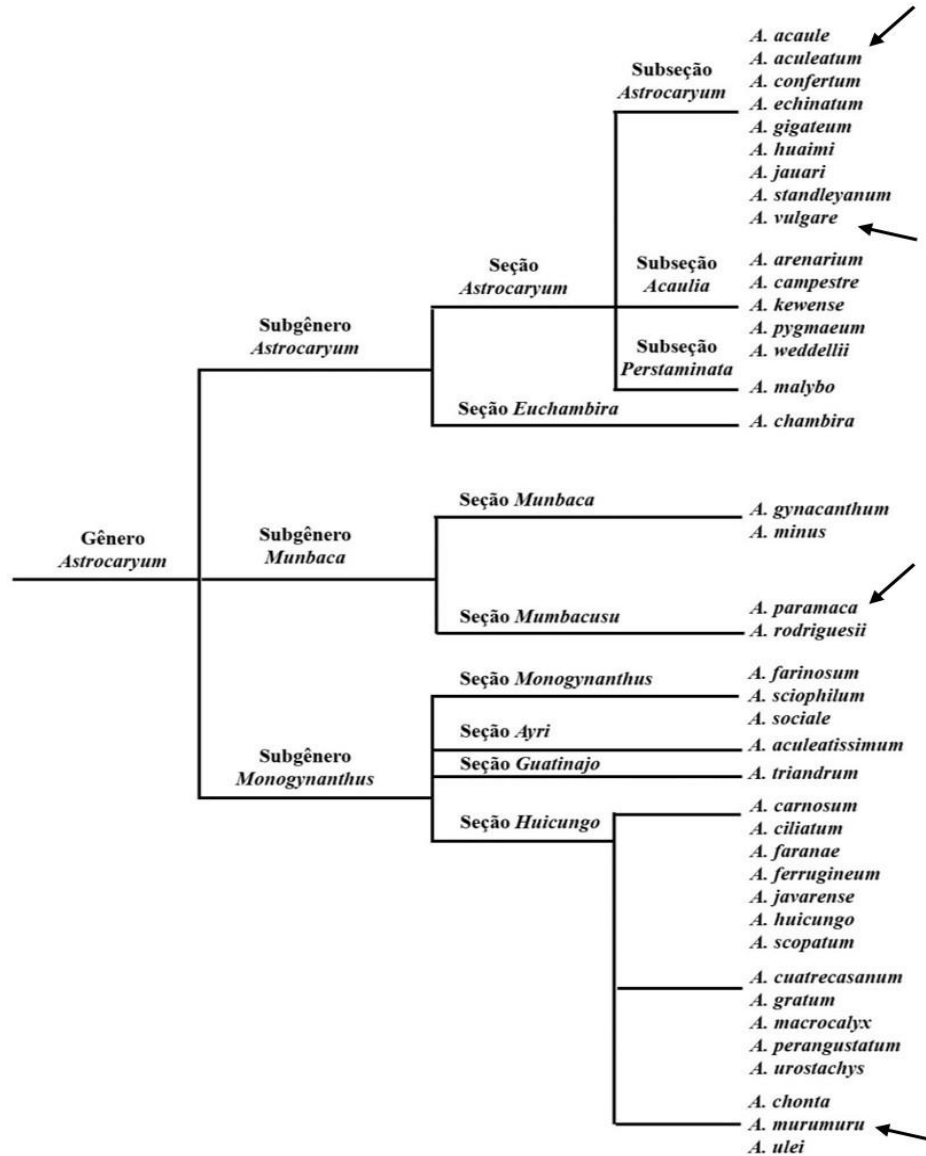 A. acaule
A. aculeatum
A. confertum
A. echinatum
A. gigateum
A. huaimi
A. jauari
A. standleyanum
A. vulgare
Subseção
Astrocaryum
A. arenarium
A. campestre
A. kewense
A. pygmaeum
A. weddellii
Subseção
Acaulia
Seção
Astrocaryum
Subseção
Perstaminata
A. malybo
Subgênero
Astrocaryum
Seção Euchambira
A. chambira
Gênero
Astrocaryum
Subgênero
Munbaca
Seção Munbaca
A. gynacanthum
A. minus
Seção Mumbacusu
A. paramaca
A. rodriguesii
Subgênero
Monogynanthus
Seção Monogynanthus
A. farinosum
A. sciophilum
A. sociale
Seção Ayri
A. aculeatissimum
Seção Guatinajo
A. triandrum
Seção Huicungo
A. carnosum
A. ciliatum
A. faranae
A. ferrugineum
A. javarense
A. huicungo
A. scopatum
A. cuatrecasanum
A. gratum
A. macrocalyx
A. perangustatum
A. urostachys
A. chonta
A. murumuru
A. ulei